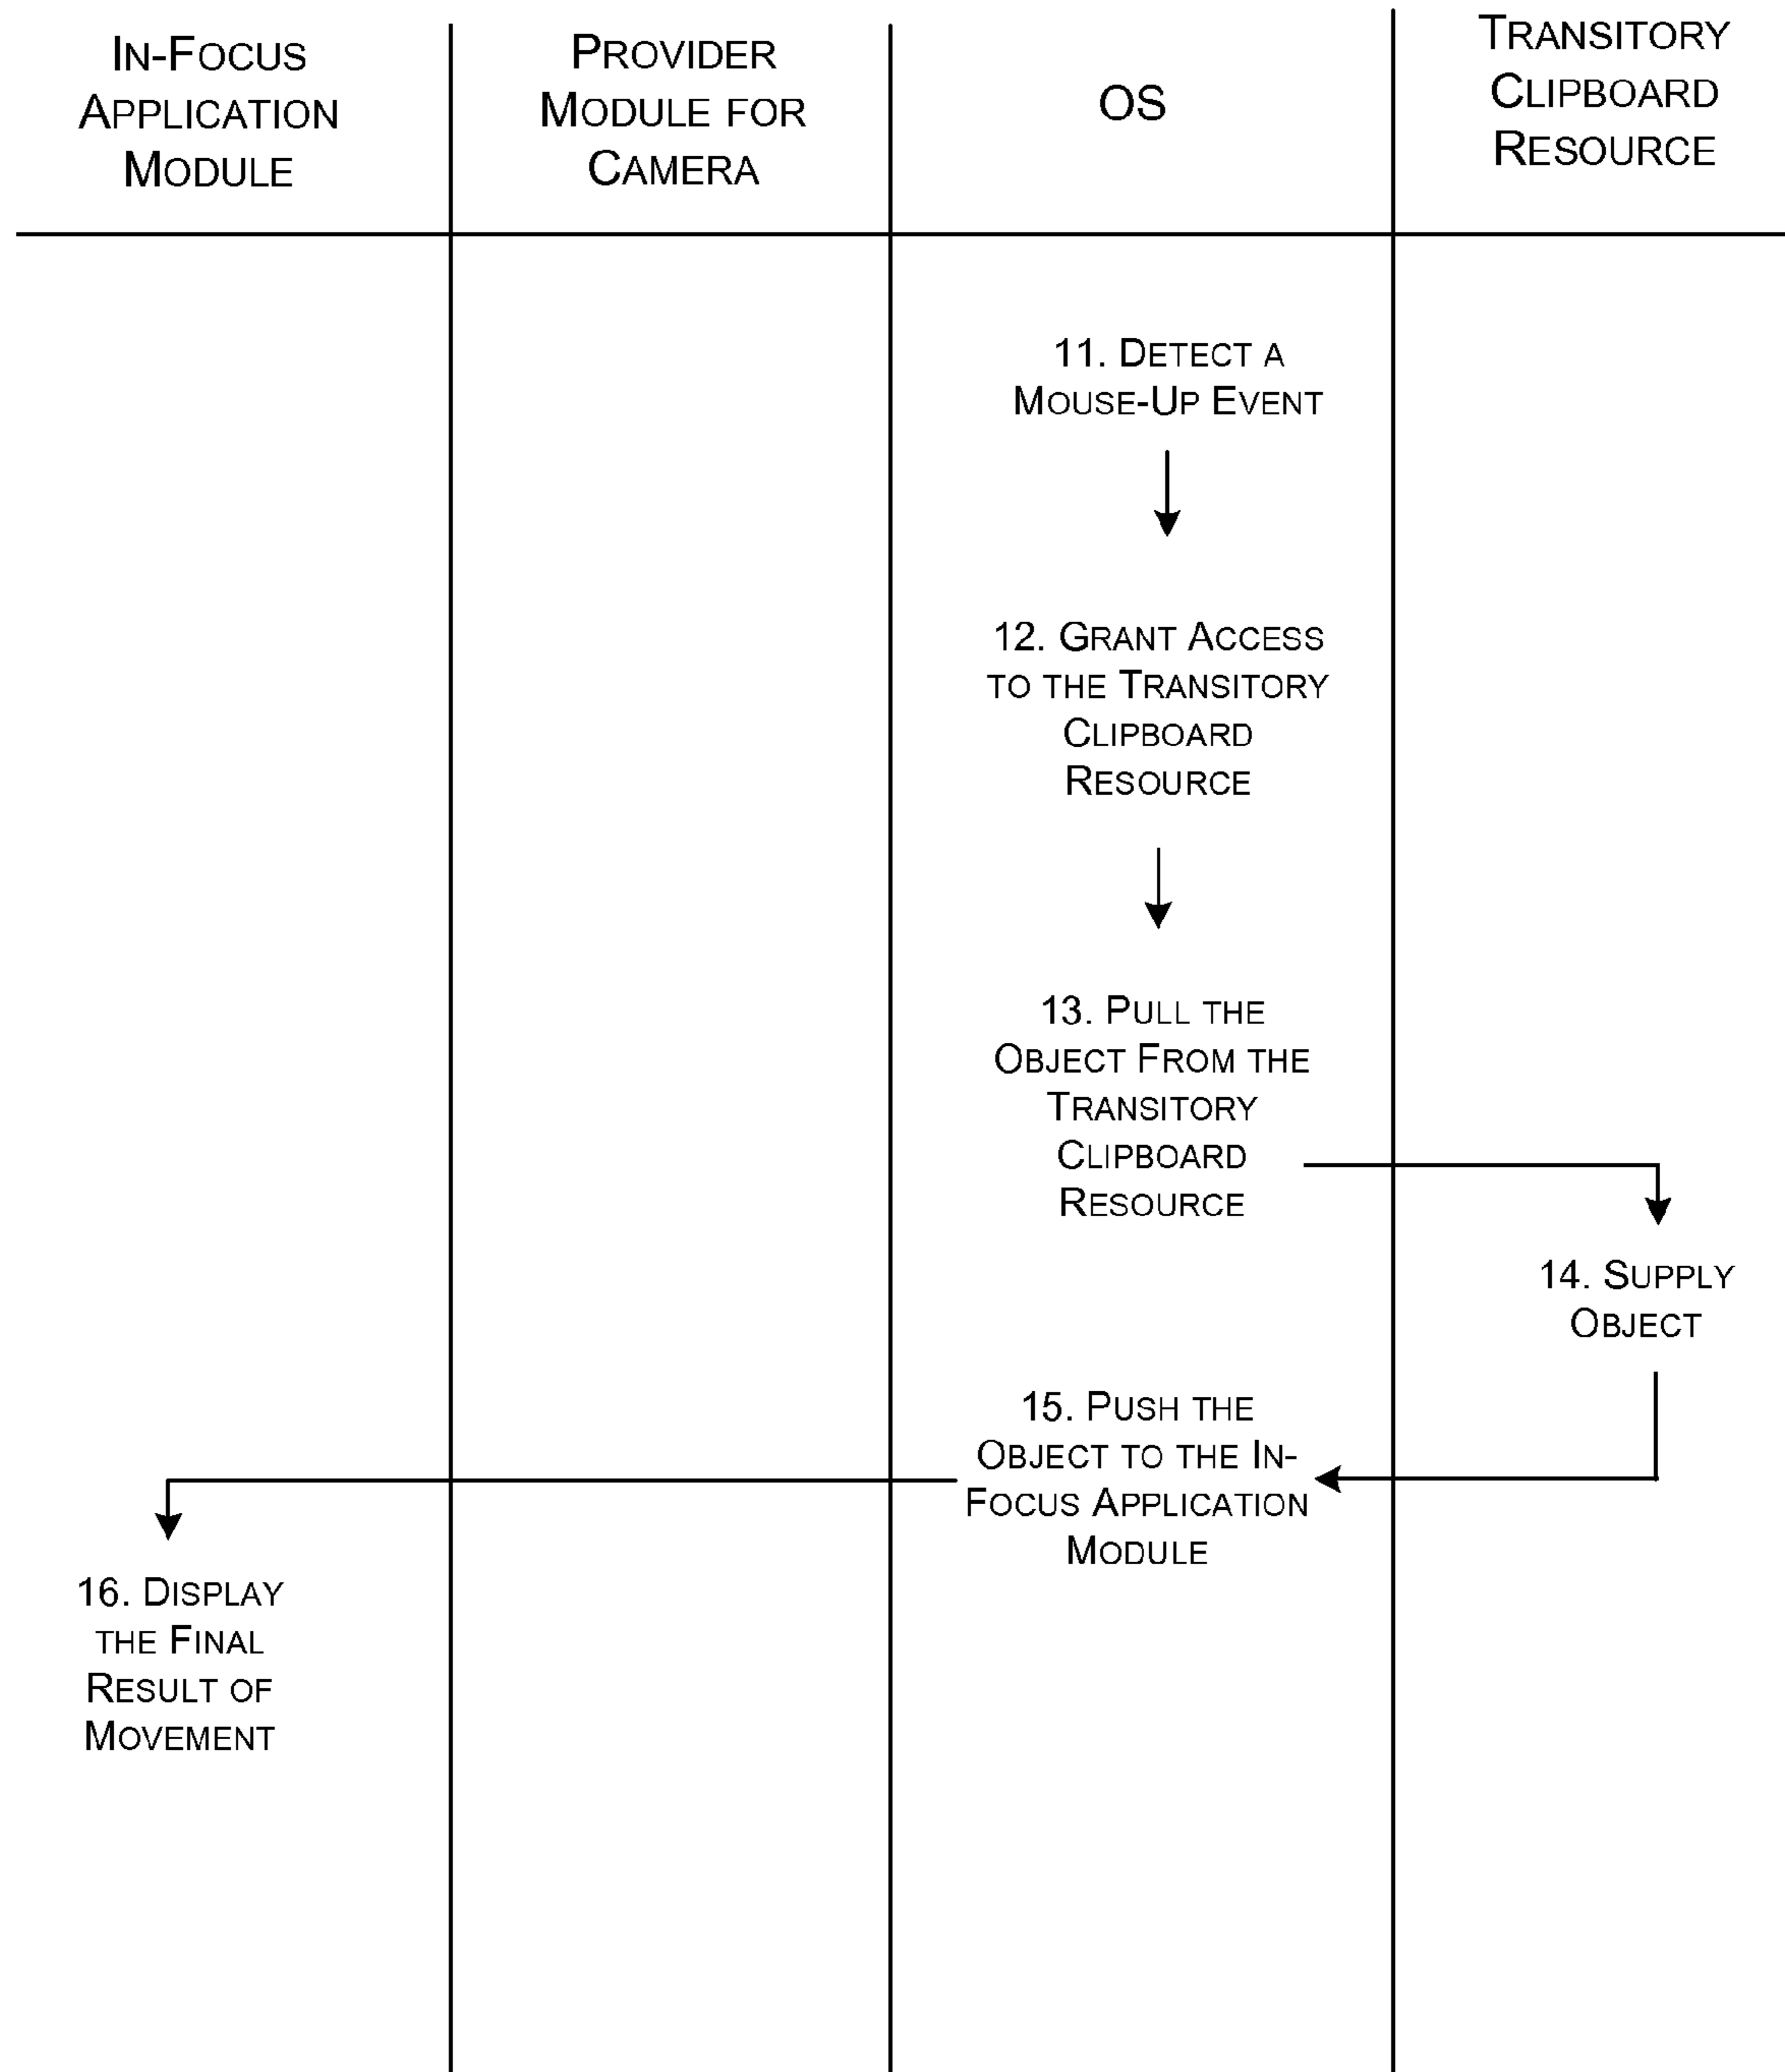 In-Focus
Application
Module
Provider
Module for
Camera
OS
Transitory
Clipboard
Resource
11. Detect a
Mouse-Up Event
12. Grant Access
to the Transitory
Clipboard
Resource
13. Pull the
Object From the
Transitory
Clipboard
Resource
14. Supply
Object
15. Push the
Object to the In-
Focus Application
Module
16. Display
the Final
Result of
Movement